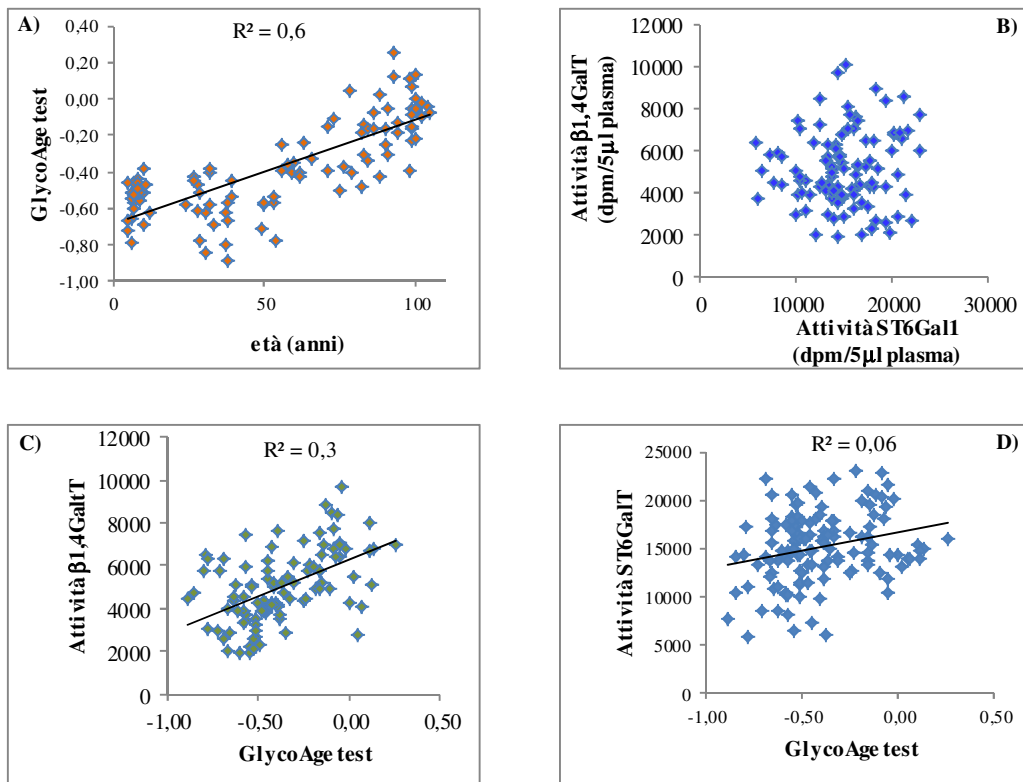 A)
R² = 0,6
GlycoAge test
0,40
0,20
0,00
-0,20
-0,40
-0,60
-0,80
-1,00
0
50
100
età (anni)
B)
Attività β1,4GalT
(dpm/5µl plasma)
12000
10000
8000
6000
4000
2000
0
0
10000
20000
30000
Attività ST6Gal1
(dpm/5µl plasma)
C)
R² = 0,3
Attività β1,4GaltT
12000
10000
8000
6000
4000
2000
0
-1,00
-0,50
0,00
0,50
GlycoAge test
D)
R² = 0,06
Attività ST6GalT
25000
20000
15000
10000
5000
0
-1,00
-0,50
0,00
0,50
GlycoAge test